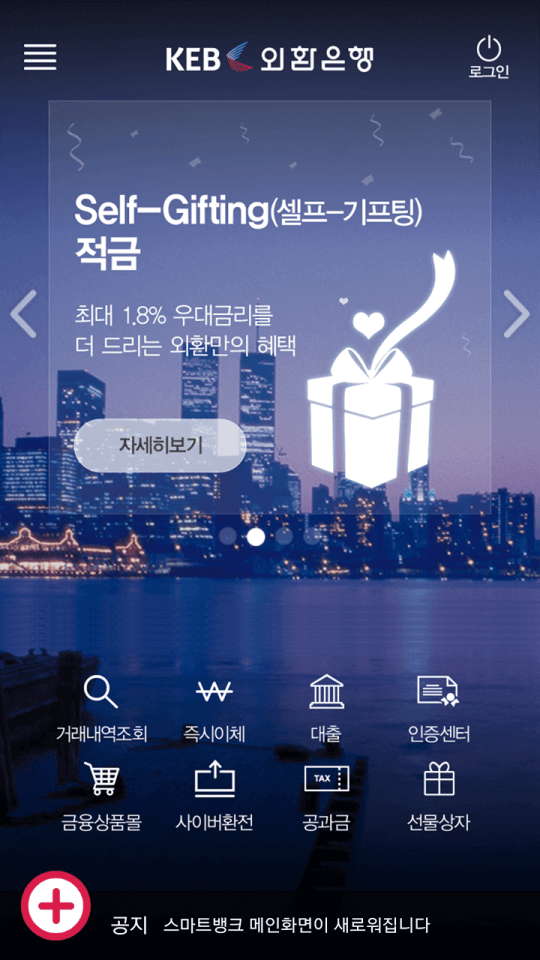 KEB 외환은행
로그인
Self-Gifting(셀프-기프팅)
적금
최대 1.8% 우대금리를
더 드리는 외환만의 혜택
자세히보기
거래내역조회 즉시이체 대출 인증센터
TAX
금융상품몰 사이버환전 공과금 선물상자
공지 스마트뱅크 메인화면이 새로워집니다